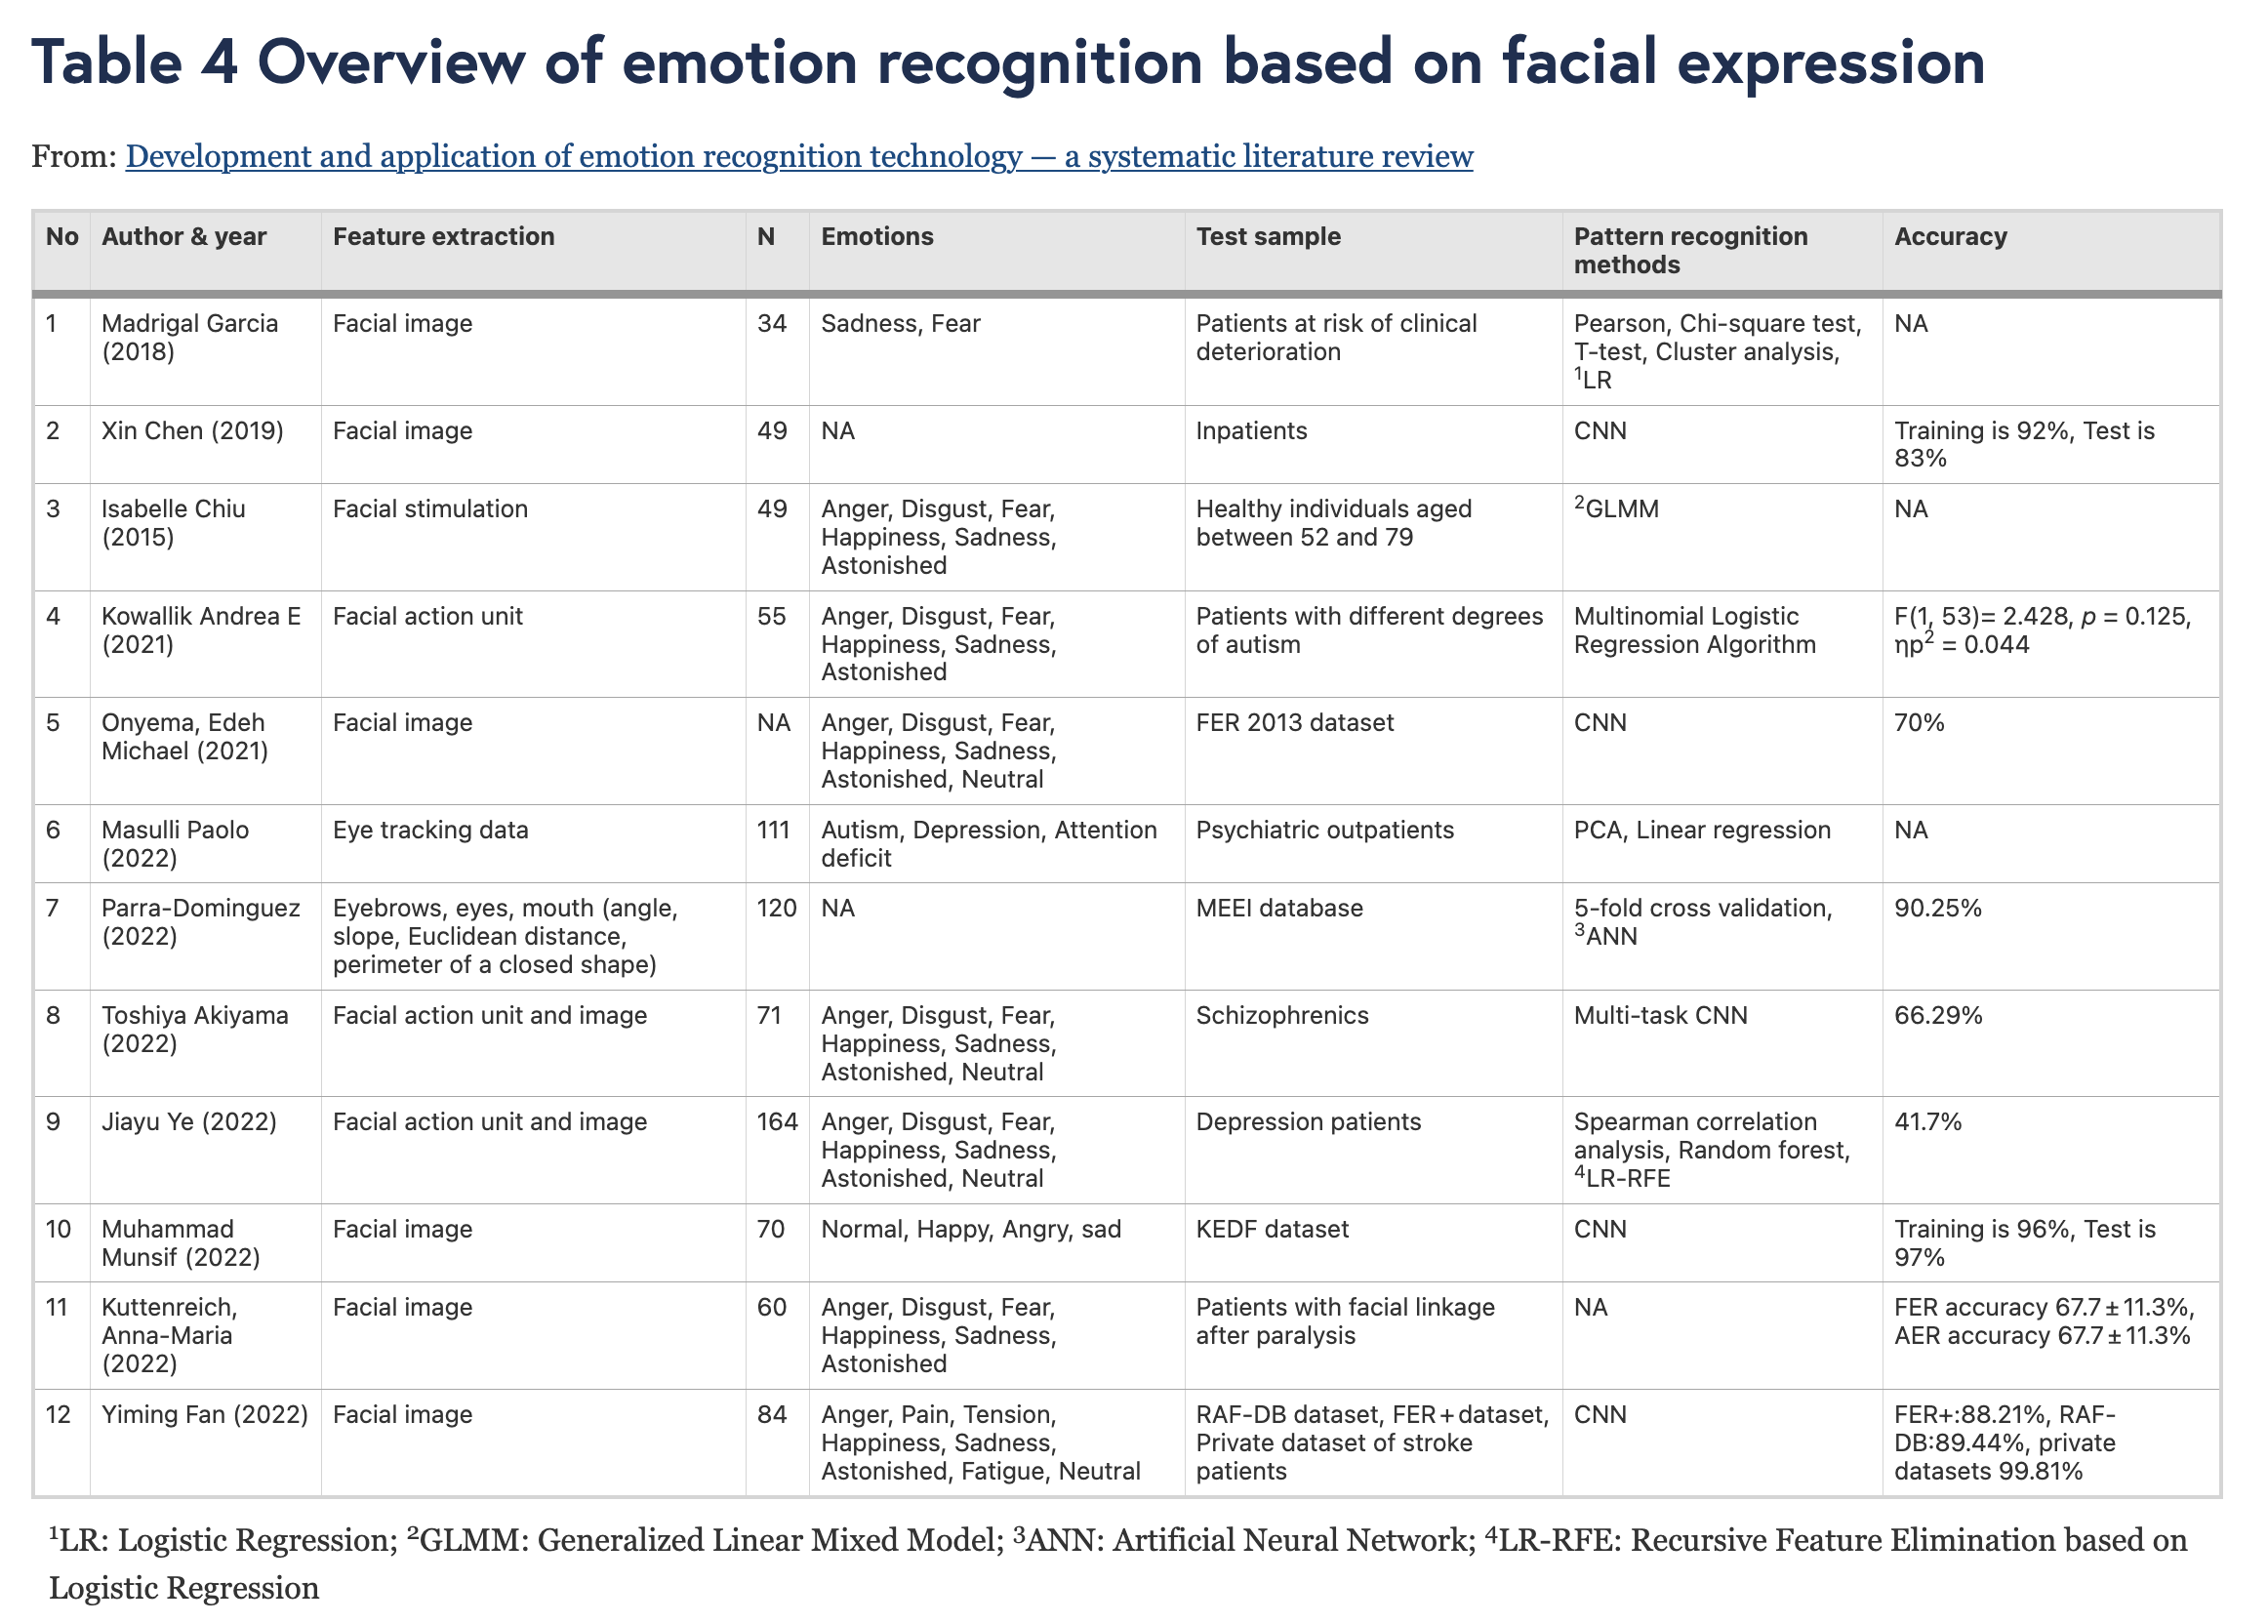 Table 4 Overview of emotion recognition based on facial expression
From: Development and application of emotion recognition technology — a systematic literature review
No Author & year Feature extraction N Emotions Test sample Pattern recognition methods Accuracy
1 Madrigal Garcia (2018) Facial image 34 Sadness, Fear Patients at risk of clinical deterioration Pearson, Chi-square test, T-test, Cluster analysis, ¹LR NA
2 Xin Chen (2019) Facial image 49 NA Inpatients CNN Training is 92%, Test is 83%
3 Isabelle Chiu (2015) Facial stimulation 49 Anger, Disgust, Fear, Happiness, Sadness, Astonished Healthy individuals aged between 52 and 79 ²GLMM NA
4 Kowallik Andrea E (2021) Facial action unit 55 Anger, Disgust, Fear, Happiness, Sadness, Astonished Patients with different degrees of autism Multinomial Logistic Regression Algorithm F(1, 53)= 2.428, p = 0.125, ηp² = 0.044
5 Onyema, Edeh Michael (2021) Facial image NA Anger, Disgust, Fear, Happiness, Sadness, Astonished, Neutral FER 2013 dataset CNN 70%
6 Masulli Paolo (2022) Eye tracking data 111 Autism, Depression, Attention deficit Psychiatric outpatients PCA, Linear regression NA
7 Parra-Dominguez (2022) Eyebrows, eyes, mouth (angle, slope, Euclidean distance, perimeter of a closed shape) 120 NA MEEI database 5-fold cross validation, ³ANN 90.25%
8 Toshiya Akiyama (2022) Facial action unit and image 71 Anger, Disgust, Fear, Happiness, Sadness, Astonished, Neutral Schizophrenics Multi-task CNN 66.29%
9 Jiayu Ye (2022) Facial action unit and image 164 Anger, Disgust, Fear, Happiness, Sadness, Astonished, Neutral Depression patients Spearman correlation analysis, Random forest, ⁴LR-RFE 41.7%
10 Muhammad Munsif (2022) Facial image 70 Normal, Happy, Angry, sad KEDF dataset CNN Training is 96%, Test is 97%
11 Kuttenreich, Anna-Maria (2022) Facial image 60 Anger, Disgust, Fear, Happiness, Sadness, Astonished Patients with facial linkage after paralysis NA FER accuracy 67.7 ± 11.3%, AER accuracy 67.7 ± 11.3%
12 Yiming Fan (2022) Facial image 84 Anger, Pain, Tension, Happiness, Sadness, Astonished, Fatigue, Neutral RAF-DB dataset, FER + dataset, Private dataset of stroke patients CNN FER+:88.21%, RAF-DB:89.44%, private datasets 99.81%
¹LR: Logistic Regression; ²GLMM: Generalized Linear Mixed Model; ³ANN: Artificial Neural Network; ⁴LR-RFE: Recursive Feature Elimination based on
Logistic Regression